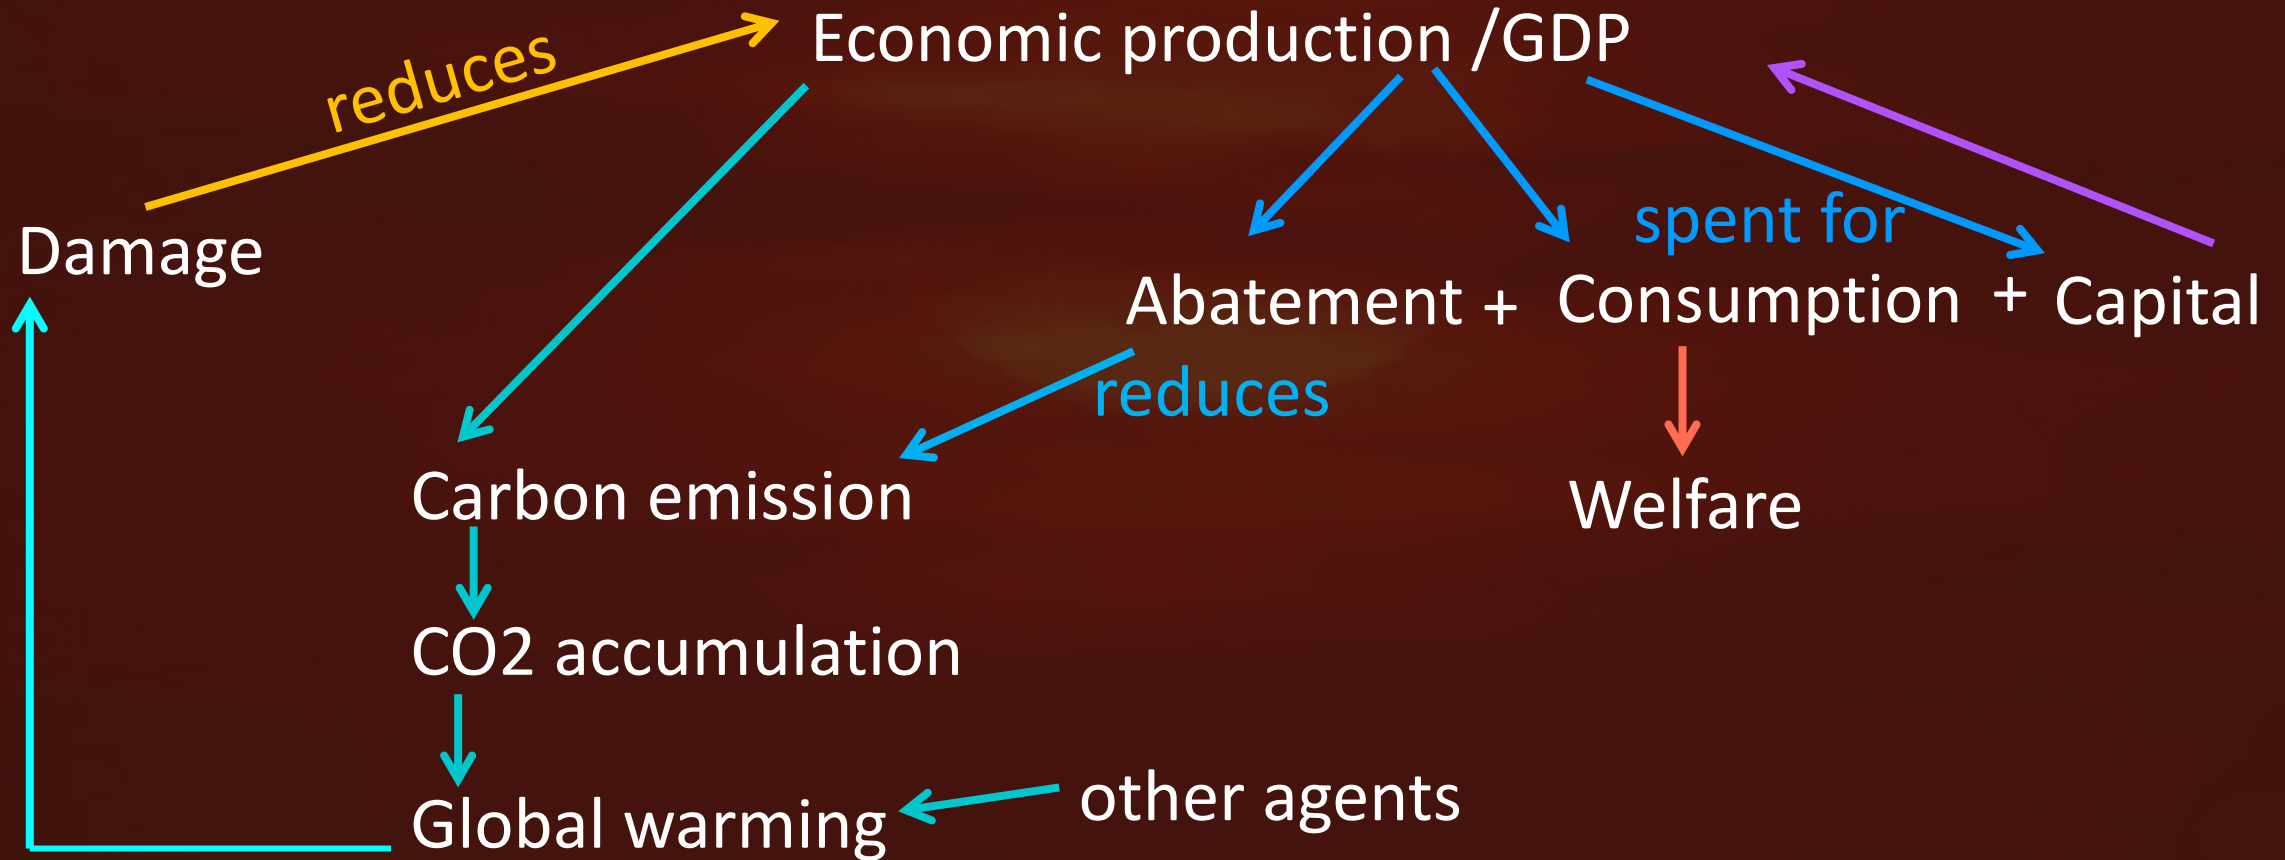 Economic production /GDP
reduces
Damage
spent for
Abatement + Consumption + Capital
reduces
Carbon emission
Welfare
CO2 accumulation
other agents
Global warming